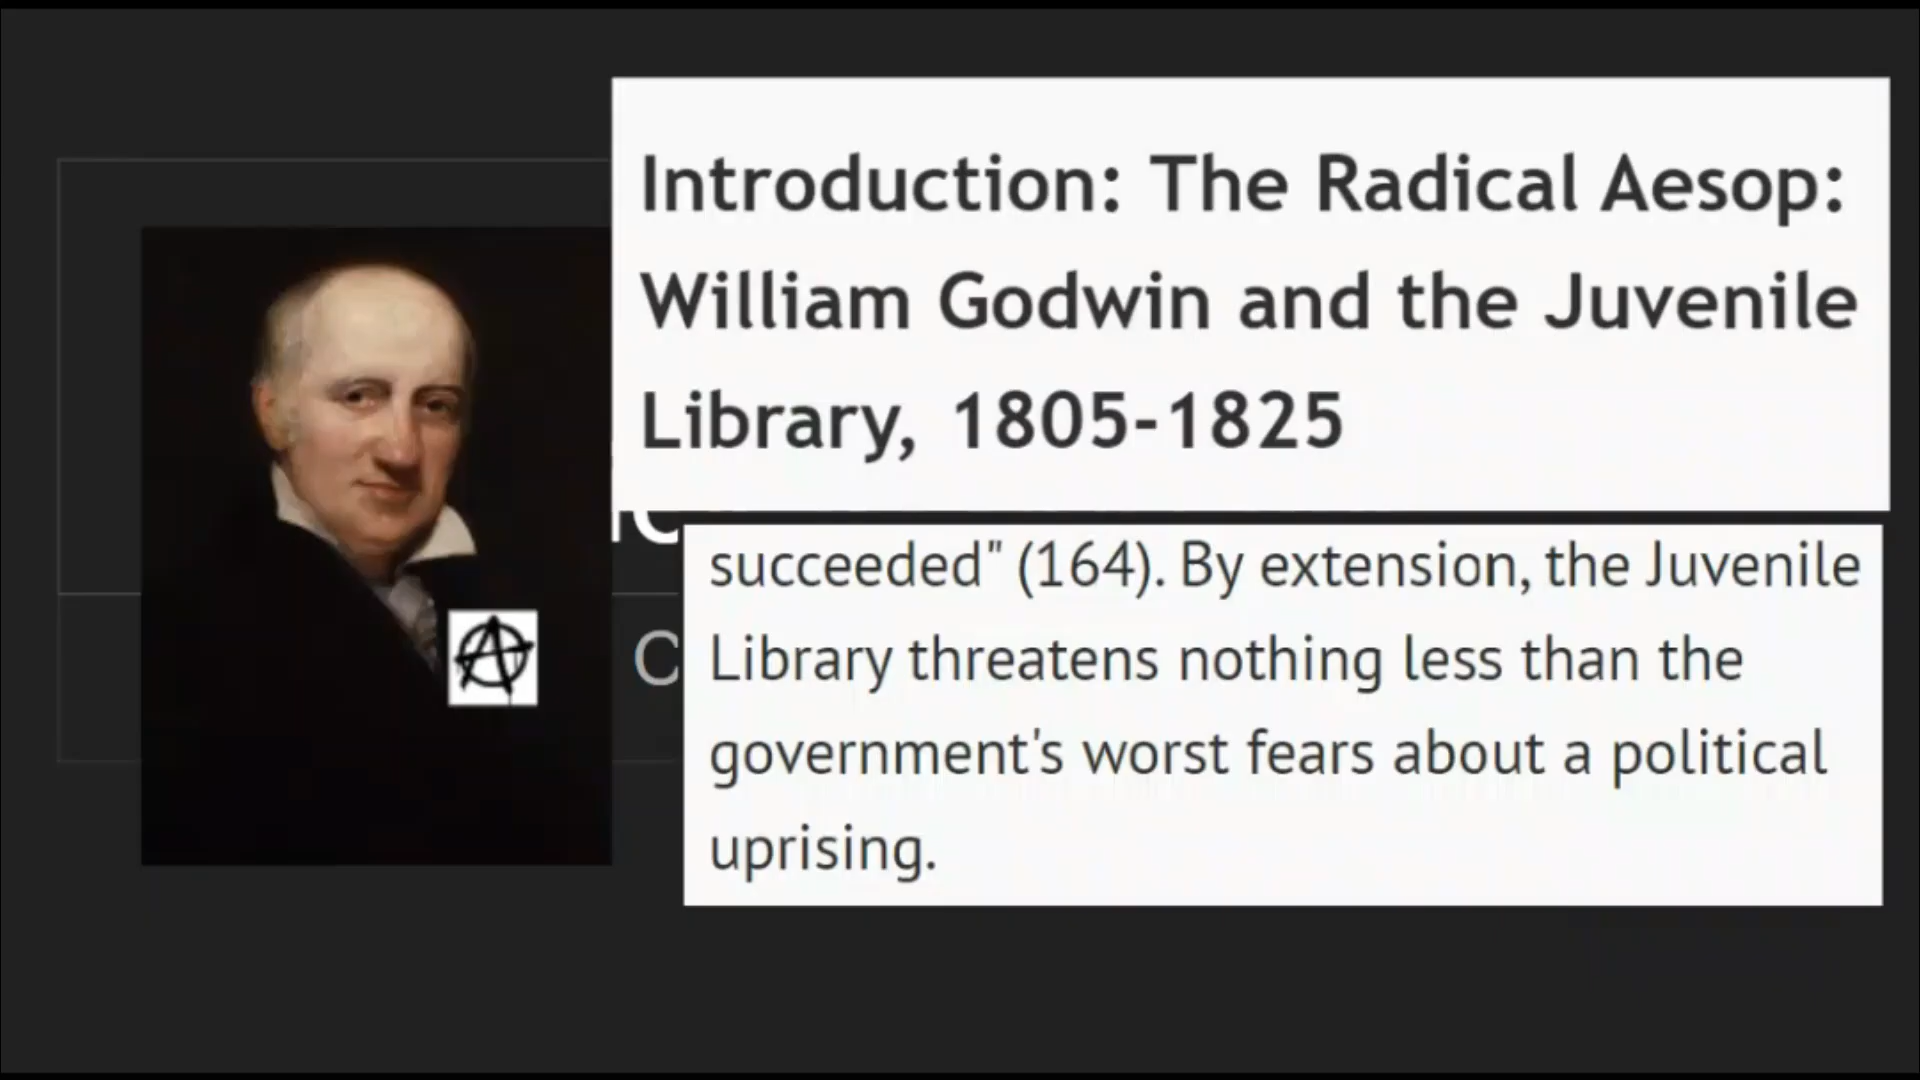 Introduction: The Radical Aesop:
William Godwin and the Juvenile
Library, 1805-1825
succeeded" (164). By extension, the Juvenile
Library threatens nothing less than the
government's worst fears about a political
uprising.